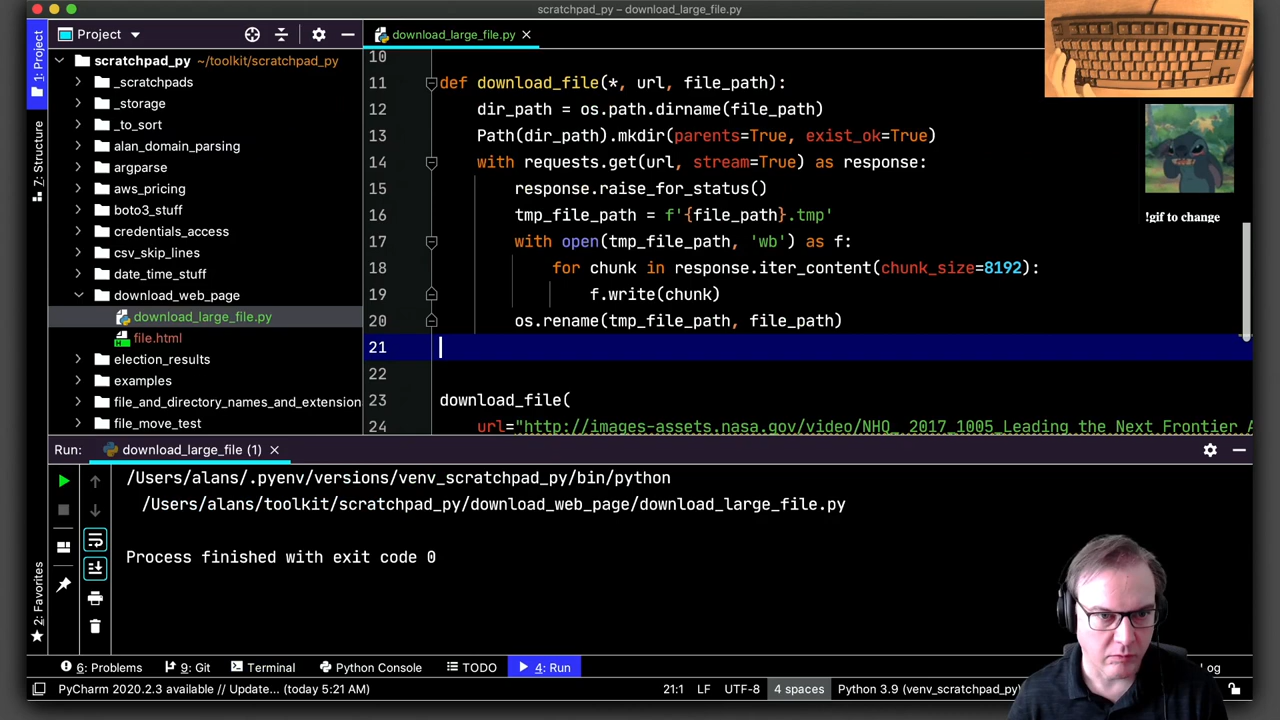 scratchpad_py – download_large_file.py
Project
download_large_file.py
1: Project
7: Structure
2: Favorites
scratchpad_py ~/toolkit/scratchpad_py
_scratchpads
_storage
_to_sort
alan_domain_parsing
argparse
aws_pricing
boto3_stuff
credentials_access
csv_skip_lines
date_time_stuff
download_web_page
download_large_file.py
file.html
election_results
examples
file_and_directory_names_and_extension
file_move_test
10
11 def download_file(*, url, file_path):
12 dir_path = os.path.dirname(file_path)
13 Path(dir_path).mkdir(parents=True, exist_ok=True)
14 with requests.get(url, stream=True) as response:
15 response.raise_for_status()
16 tmp_file_path = f'{file_path}.tmp'
17 with open(tmp_file_path, 'wb') as f:
18 for chunk in response.iter_content(chunk_size=8192):
19 f.write(chunk)
20 os.rename(tmp_file_path, file_path)
21
22
23 download_file(
24 url="http://images-assets.nasa.gov/video/NHQ_ 2017_1005_Leading the Next Frontier A
!gif to change
Run: download_large_file (1)
/Users/alans/.pyenv/versions/venv_scratchpad_py/bin/python
/Users/alans/toolkit/scratchpad_py/download_web_page/download_large_file.py
Process finished with exit code 0
6: Problems 9: Git Terminal Python Console TODO 4: Run
PyCharm 2020.2.3 available // Update... (today 5:21 AM) 21:1 LF UTF-8 4 spaces Python 3.9 (venv_scratchpad_py)